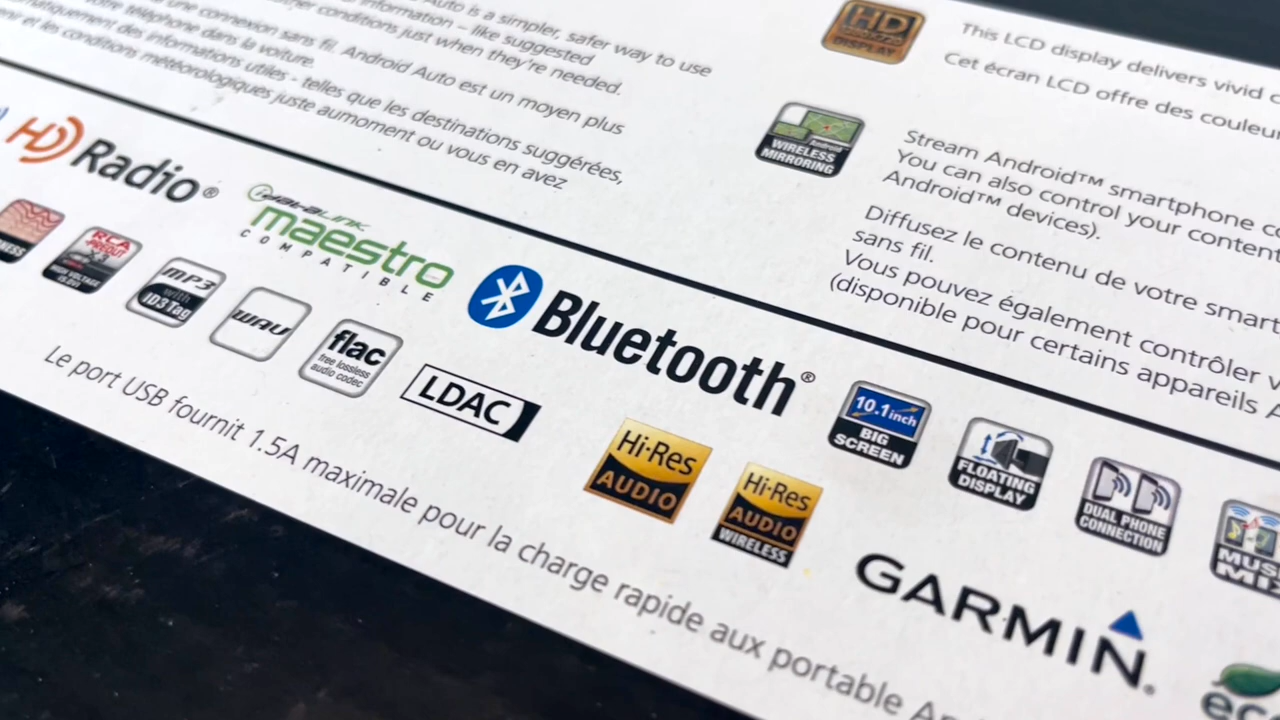 Auto is a simpler, safer way to use
information – like suggested
conditions just when they're needed.
une connexion sans fil. Android Auto est un moyen plus
votre téléphone dans la voiture.
des informations utiles - telles que les destinations suggérées,
et les conditions météorologiques juste aumoment ou vous en avez
HD
DISPLAY
This LCD display delivers vivid
Cet écran LCD offre des
WIRELESS
MIRRORING
Android
Stream Android™ smartphone
You can also control your content
Android™ devices).
Diffusez le contenu de votre
sans fil.
Vous pouvez également contrôler
(disponible pour certains appareils
HD Radio®
maestro
COMPATIBLE
Bluetooth®
RCA
PREOUT
HIGH VOLTAGE
MP3
with
ID3Tag
WAV
flac
free lossless
audio codec
LDAC
Hi-Res
AUDIO
Hi-Res
AUDIO
WIRELESS
10.1inch
BIG
SCREEN
FLOATING
DISPLAY
DUAL PHONE
CONNECTION
GARMIN
Le port USB fournit 1.5A maximale pour la charge rapide aux portable